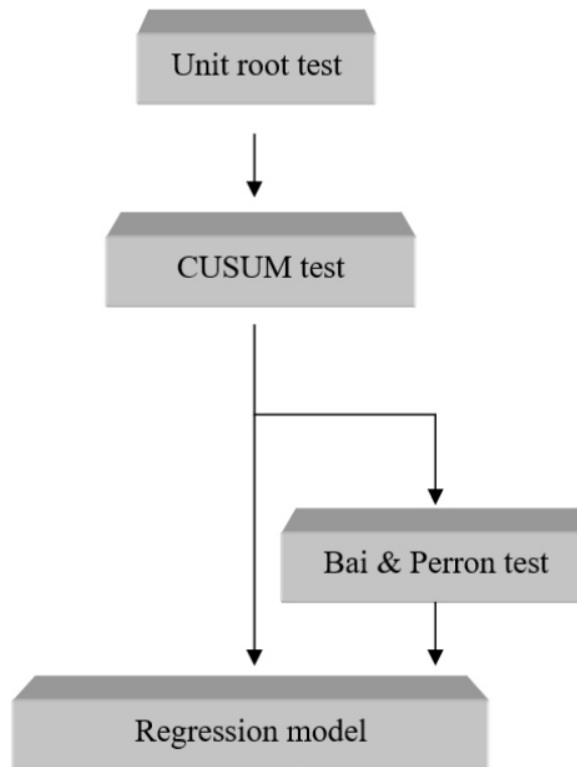 Unit root test
CUSUM test
Bai & Perron test
Regression model